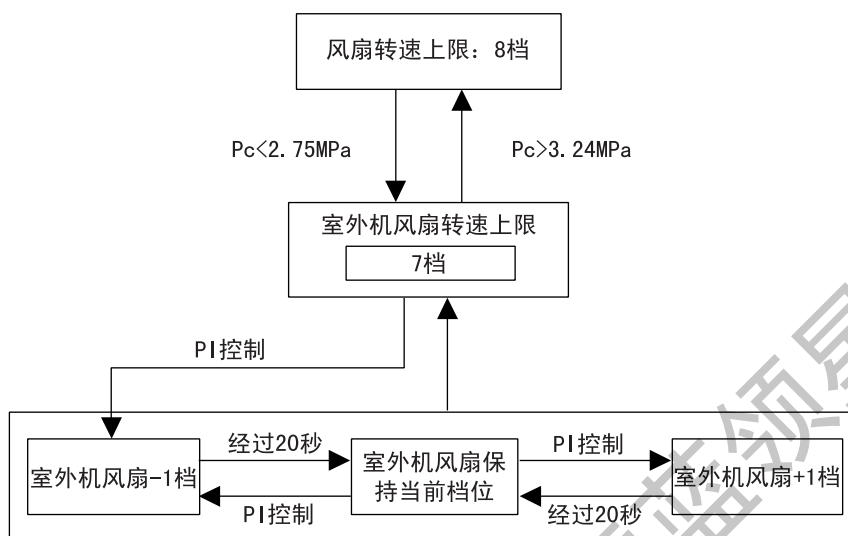 风扇转速上限：8档
Pc<2.75MPa
Pc>3.24MPa
室外机风扇转速上限
7档
PI控制
室外机风扇-1档
经过20秒
PI控制
室外机风扇保
持当前档位
PI控制
经过20秒
室外机风扇+1档
蓝领星